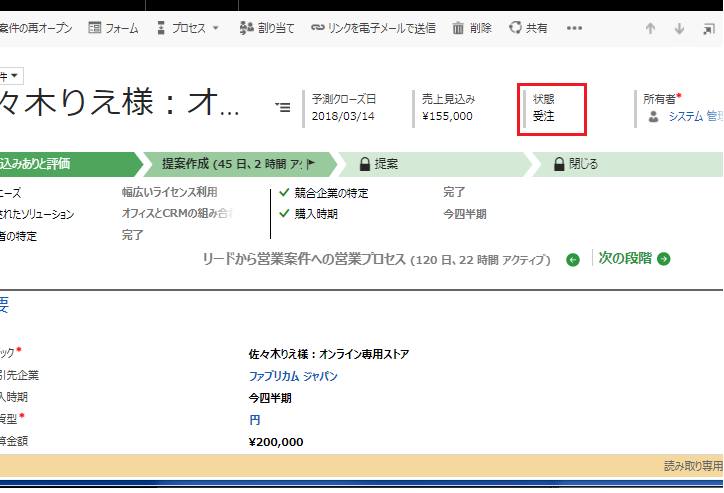 案件の再オープン フォーム プロセス 割り当て リンクを電子メールで送信 削除 共有
件
々木りえ様：オ...
予測クローズ日 売上見込み 状態 所有者*
2018/03/14 ¥155,000 受注 システム 管理
込みありと評価 提案作成 (45 日、2 時間 アク 提案 閉じる
ニーズ 幅広いライセンス利用 競合企業の特定 完了
されたソリューション オフィスとCRMの組み合わ 購入時期 今四半期
者の特定 完了
リードから営業案件への営業プロセス (120 日、22 時間 アクティブ) 次の段階
要
ック* 佐々木りえ様：オンライン専用ストア
引先企業 ファブリカム ジャパン
入時期 今四半期
貨型* 円
算金額 ¥200,000
読み取り専用